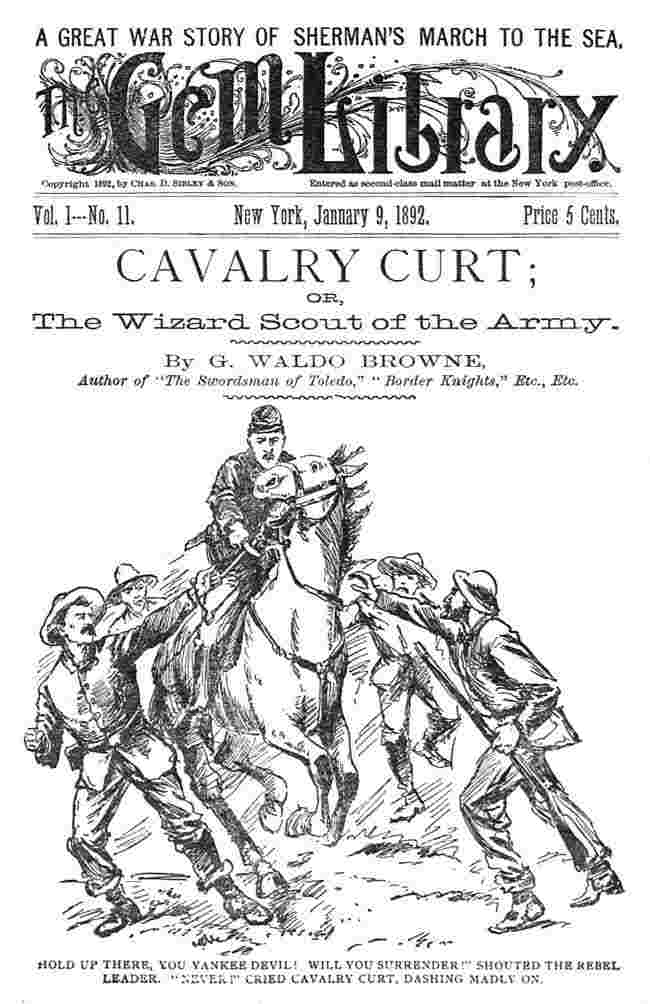 A GREAT WAR STORY OF SHERMAN'S MARCH TO THE SEA.
The Gem Library
Copyright 1892, by CHAS. D. SIBLEY & SON. Entered as second-class mail matter at the New York post-office.
Vol. I---No. 11. New York, January 9, 1892. Price 5 Cents.
CAVALRY CURT;
OR,
The Wizard Scout of the Army.
By G. WALDO BROWNE,
Author of "The Swordsman of Toledo," "Border Knights," Etc., Etc.
HOLD UP THERE, YOU YANKEE DEVIL! WILL YOU SURRENDER!" SHOUTED THE REBEL
LEADER. "NEVER!" CRIED CAVALRY CURT, DASHING MADLY ON.